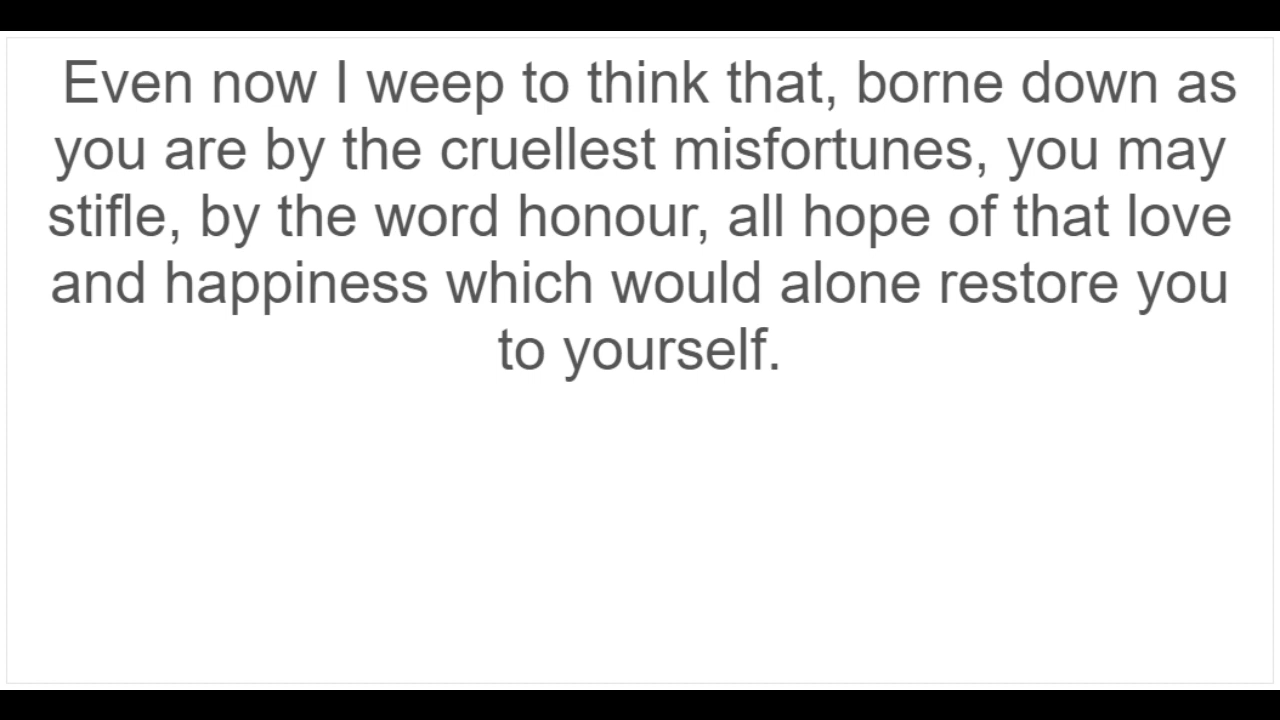 Even now I weep to think that, borne down as
you are by the cruellest misfortunes, you may
stifle, by the word honour, all hope of that love
and happiness which would alone restore you
to yourself.